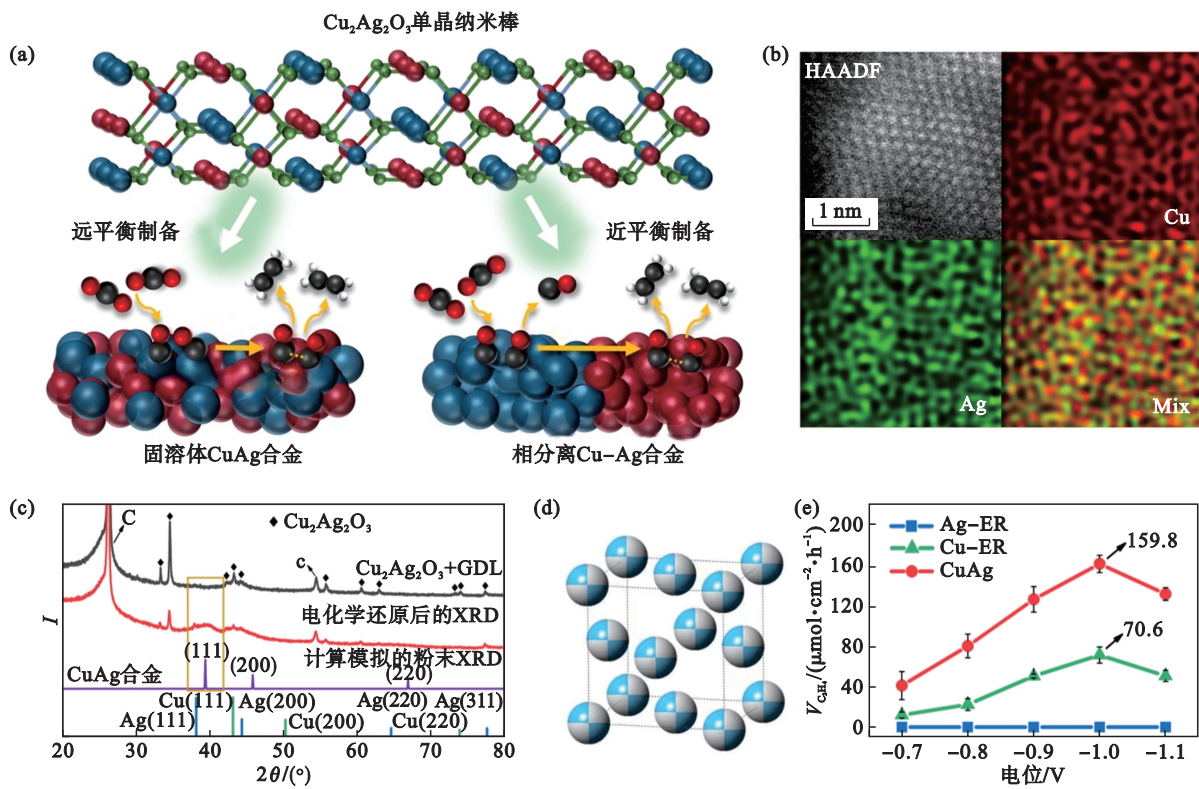 Cu₂Ag₂O₃单晶纳米棒
(a)
远平衡制备
近平衡制备
固溶体CuAg合金
相分离Cu-Ag合金
(b)
HAADF
1 nm
Cu
Ag
Mix
(c)
C
♦ Cu₂Ag₂O₃
c
Cu₂Ag₂O₃+GDL
电化学还原后的XRD
(111)
(200)
计算模拟的粉末XRD
(220)
CuAg合金
Cu(111)
Ag(200)
Ag(220)
Ag(311)
Ag(111)
Cu(200)
Cu(220)
I
20 30 40 50 60 70 80
2θ/(°)
(d)
(e)
Ag-ER
Cu-ER
CuAg
159.8
70.6
200
160
120
80
40
0
V_C₂H₄/(μmol·cm⁻²·h⁻¹)
-0.7 -0.8 -0.9 -1.0 -1.1
电位/V